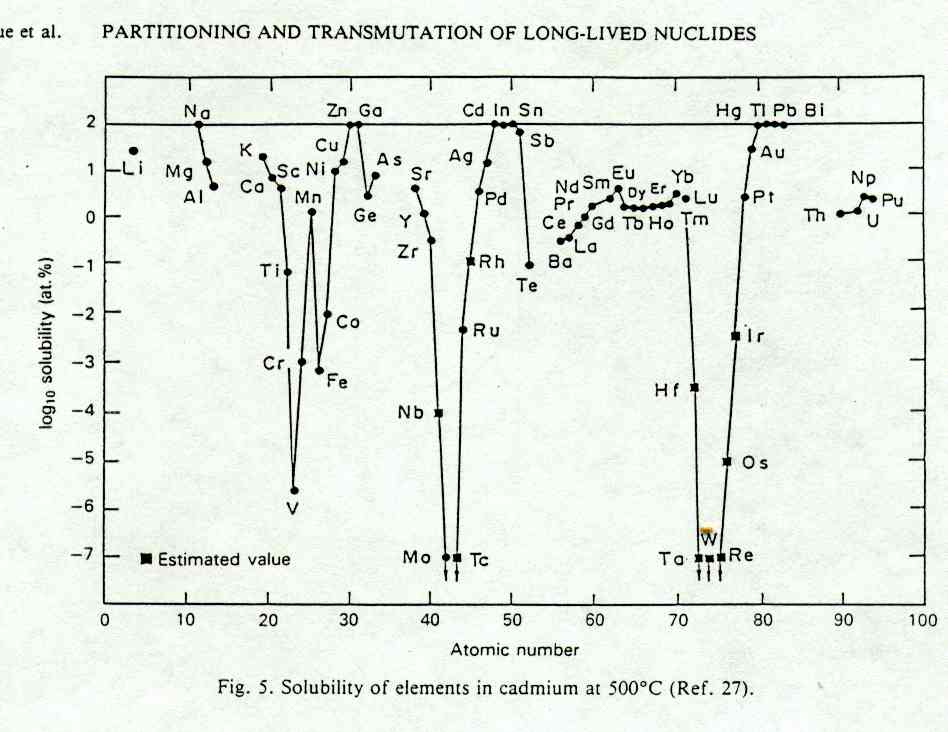 ue et al. PARTITIONING AND TRANSMUTATION OF LONG-LIVED NUCLIDES
Na Zn Ga Cd In Sn Hg Tl Pb Bi
2
Li Mg Al K Ca Sc Ti V Cr Mn Fe Co Ni Cu Ge As
Sr Y Zr Nb Mo Tc Ru Rh Pd Ag Sb Te
Ba La Ce Pr Nd Sm Eu Gd Tb Dy Ho Er Tm Yb Lu
Hf Ta W Re Os Ir Pt Au
Th U Np Pu
1
0
−1
−2
−3
−4
−5
−6
−7
log10 solubility (at.%)
Estimated value
0 10 20 30 40 50 60 70 80 90 100
Atomic number
Fig. 5. Solubility of elements in cadmium at 500°C (Ref. 27).